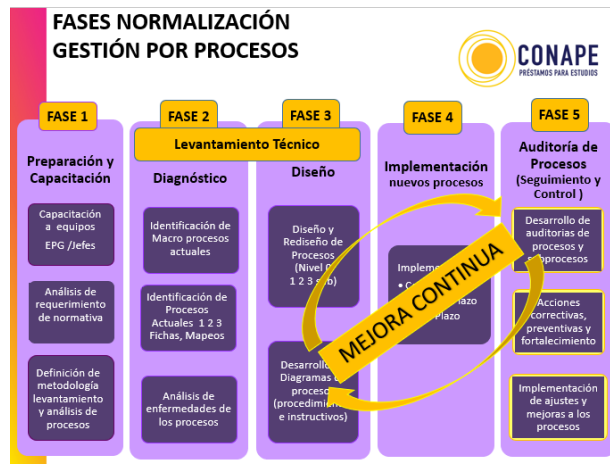 FASES NORMALIZACIÓN
GESTIÓN POR PROCESOS
CONAPE
PRÉSTAMOS PARA ESTUDIOS
FASE 1
Preparación y
Capacitación
Capacitación
a equipos
EPG /Jefes
Análisis de
requerimiento
de normativa
Definición de
metodología
levantamiento
y análisis de
procesos
FASE 2
FASE 3
Levantamiento Técnico
Diagnóstico
Identificación de
Macro procesos
actuales
Identificación de
Procesos
Actuales 1 2 3
Fichas, Mapeos
Análisis de
enfermedades de
los procesos
Diseño
Diseño y
Rediseño de
Procesos
(Nivel 0
1 2 3
Diagramas
(procedimi
e instructivos)
FASE 4
Implementación
nuevos procesos
Plazo
MEJORA CONTINUA
FASE 5
Auditoría de
Procesos
(Seguimiento y
Control )
Desarrollo de
auditorias de
procesos y
Acciones
correctivas,
preventivas y
fortalecimiento
Implementación
de ajustes y
mejoras a los
procesos